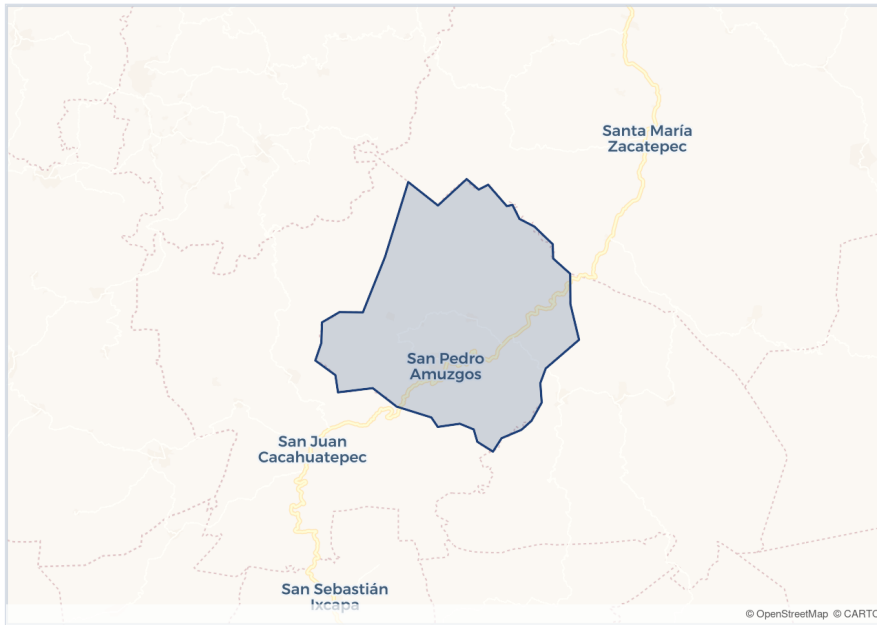 Santa María
Zacatepec
San Pedro
Amuzgos
San Juan
Cacahuatepec
San Sebastián
Ixcapa
© OpenStreetMap © CARTO